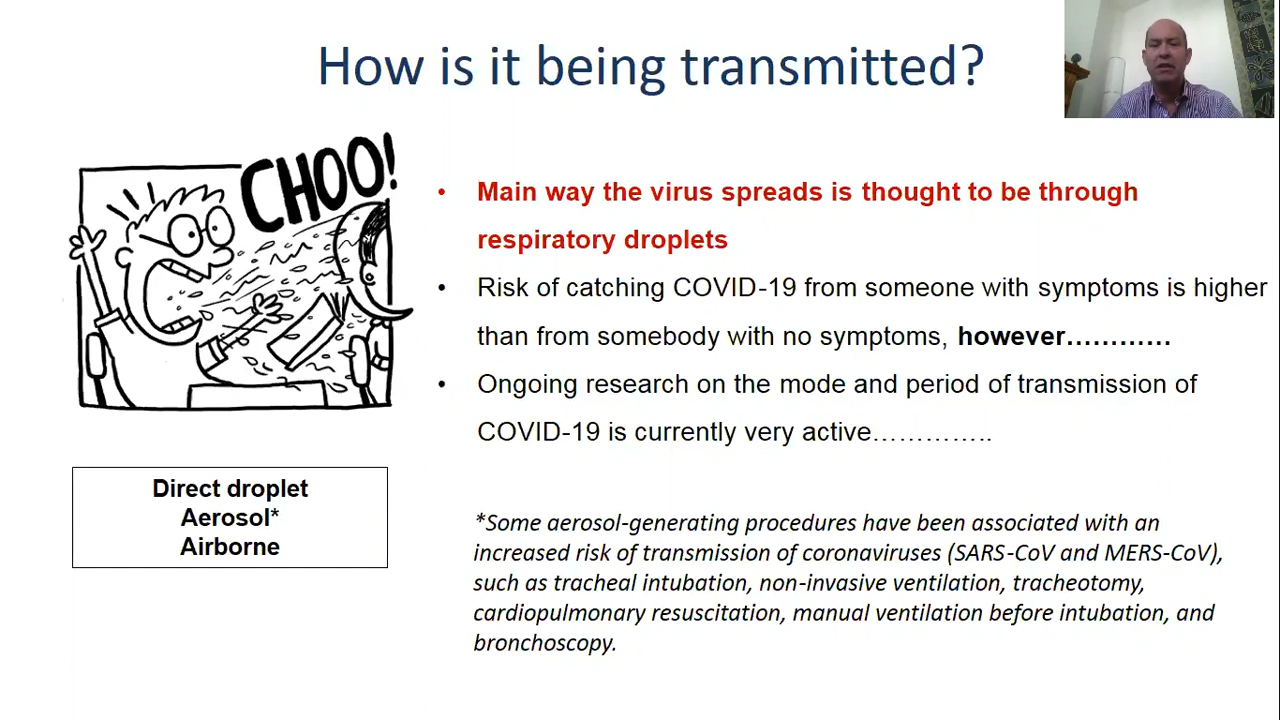 How is it being transmitted?
CHOO!
• Main way the virus spreads is thought to be through
respiratory droplets
• Risk of catching COVID-19 from someone with symptoms is higher
than from somebody with no symptoms, however…………
• Ongoing research on the mode and period of transmission of
COVID-19 is currently very active…………..
Direct droplet
Aerosol*
Airborne
*Some aerosol-generating procedures have been associated with an
increased risk of transmission of coronaviruses (SARS-CoV and MERS-CoV),
such as tracheal intubation, non-invasive ventilation, tracheotomy,
cardiopulmonary resuscitation, manual ventilation before intubation, and
bronchoscopy.